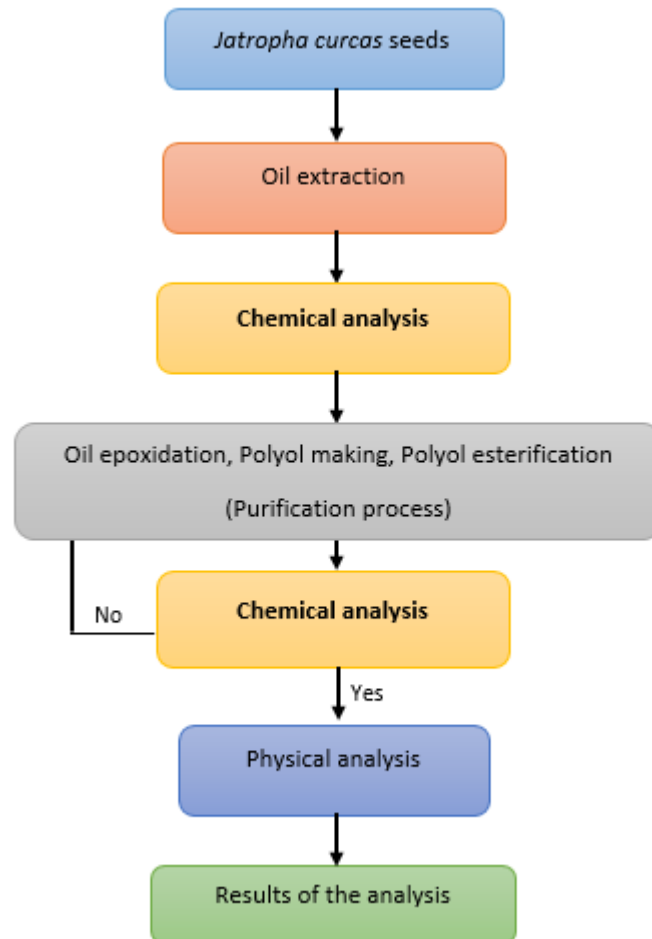 Jatropha curcas seeds
Oil extraction
Chemical analysis
Oil epoxidation, Polyol making, Polyol esterification
(Purification process)
No
Chemical analysis
Yes
Physical analysis
Results of the analysis